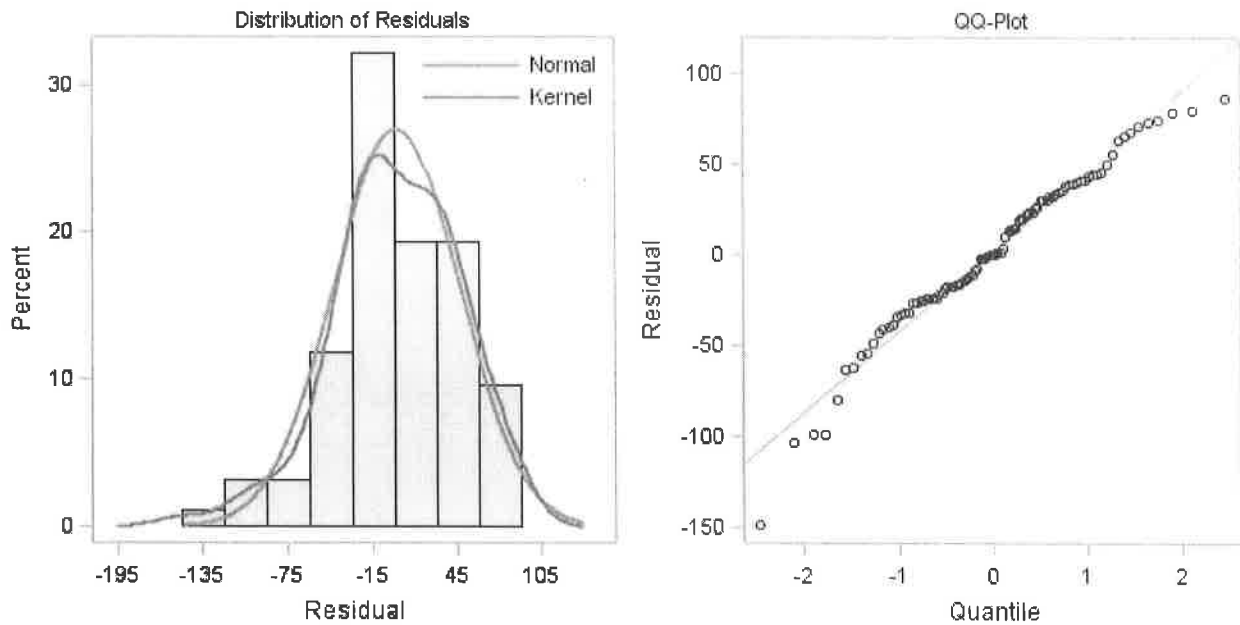 Distribution of Residuals
Normal
Kernel
30
20
10
0
Percent
-195 -135 -75 -15 45 105
Residual
QQ-Plot
100
50
0
-50
-100
-150
Residual
-2 -1 0 1 2
Quantile